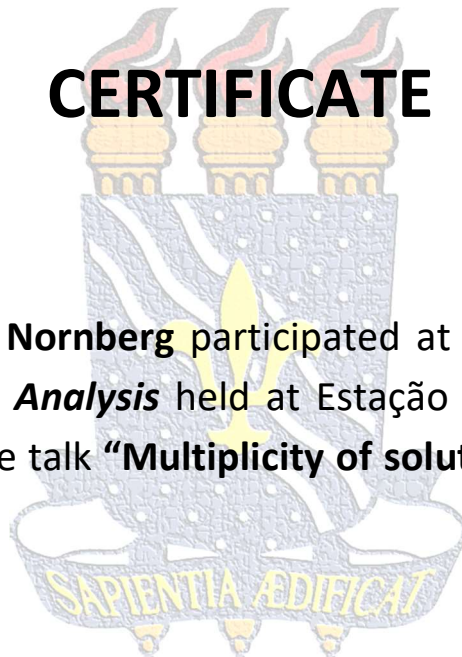 CERTIFICATE
Nornberg participated at
Analysis held at Estação
e talk “Multiplicity of solut
SAPIENTIA ÆDIFICAT